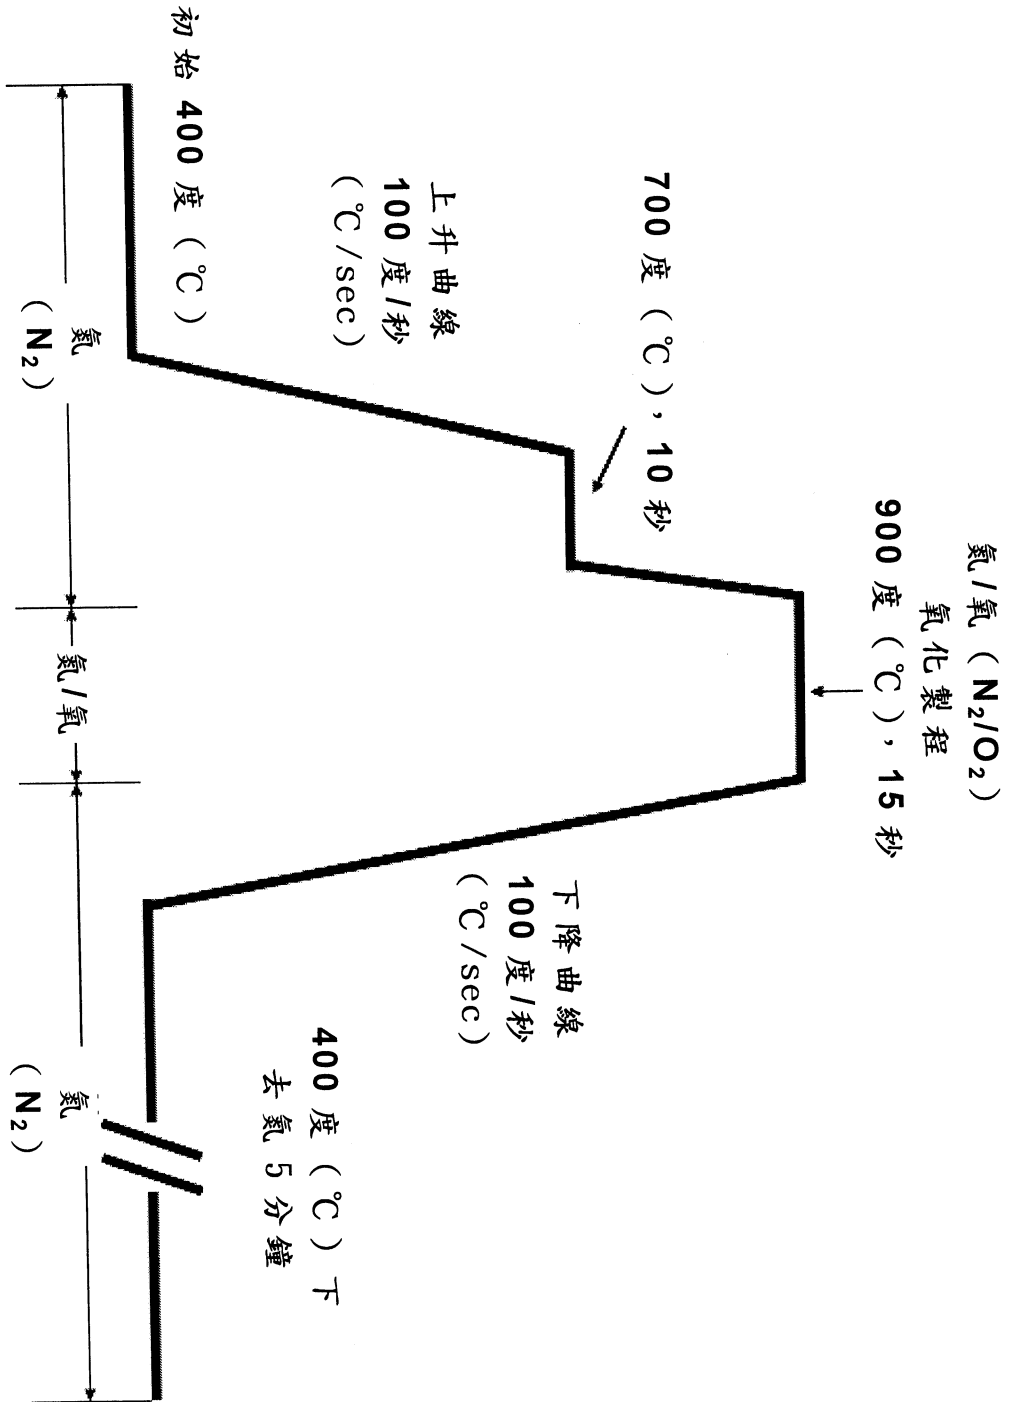 氮/氧（N₂/O₂）
氧化製程
900 度（℃），15 秒
700 度（℃），10 秒
上升曲線
100 度/秒
（℃/sec）
下降曲線
100 度/秒
（℃/sec）
初始 400 度（℃）
400 度（℃）下
去氮 5 分鐘
氮
（N₂）
氮/氧
氮
（N₂）